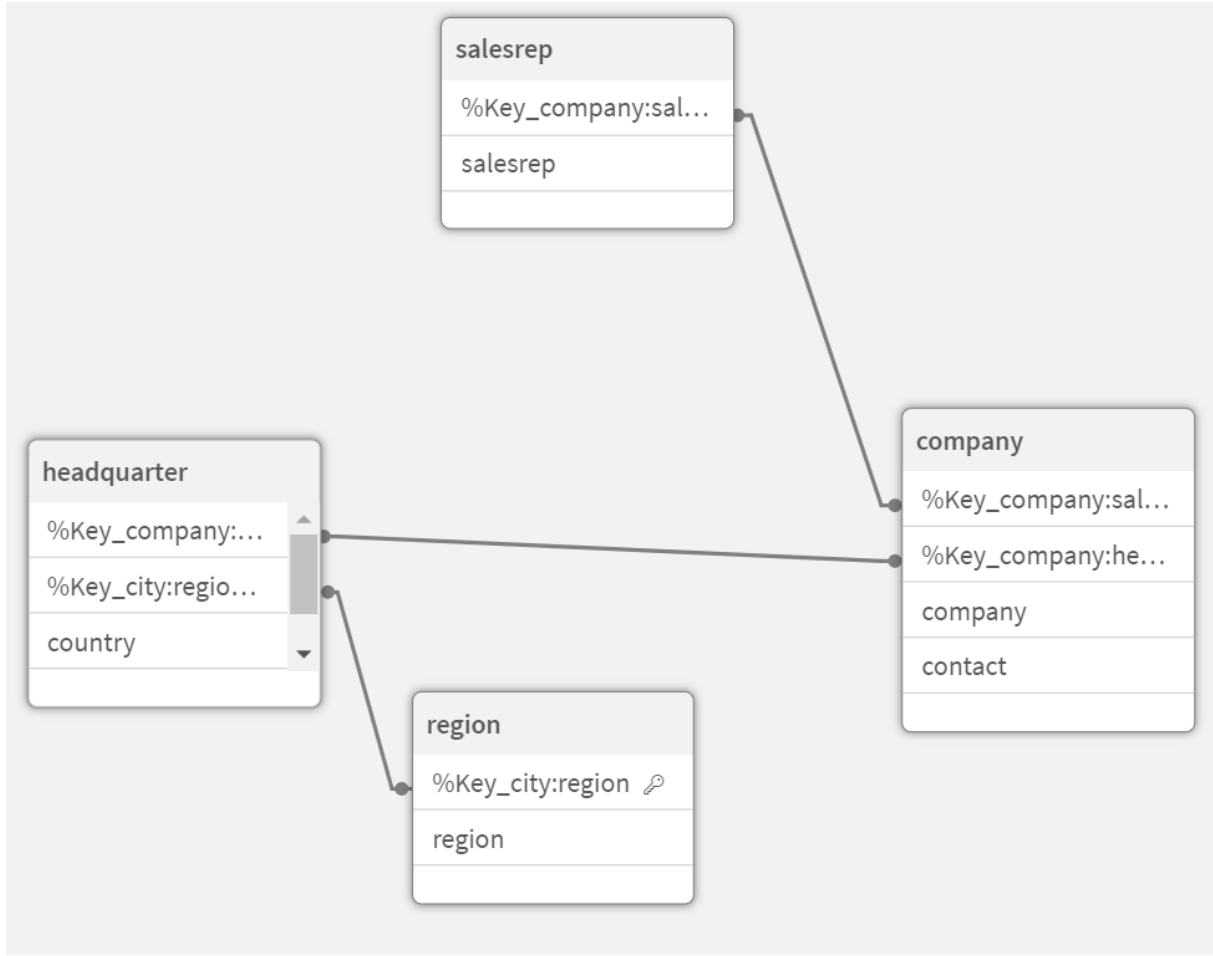 salesrep
%Key_company:sal...
salesrep
headquarter
%Key_company:...
%Key_city:regio...
country
company
%Key_company:sal...
%Key_company:he...
company
contact
region
%Key_city:region
region